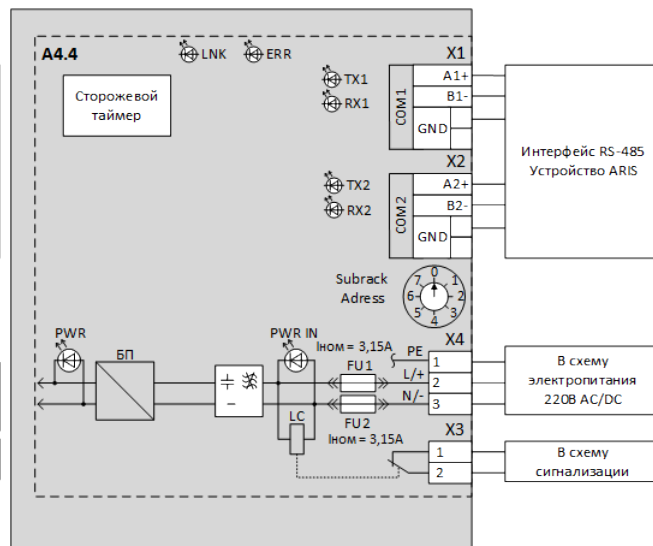 A4.4
LNK
ERR
X1
Сторожевой
таймер
TX1
RX1
COM1
A1+
B1-
GND
Интерфейс RS-485
Устройство ARIS
X2
TX2
RX2
COM2
A2+
B2-
GND
Subrack
Adress
0
1
2
3
4
5
6
7
PWR
БП
PWR IN
Iном = 3,15А
FU1
PE
L/+
N/-
X4
1
2
3
В схему
электропитания
220В AC/DC
LC
FU2
Iном = 3,15А
X3
1
2
В схему
сигнализации